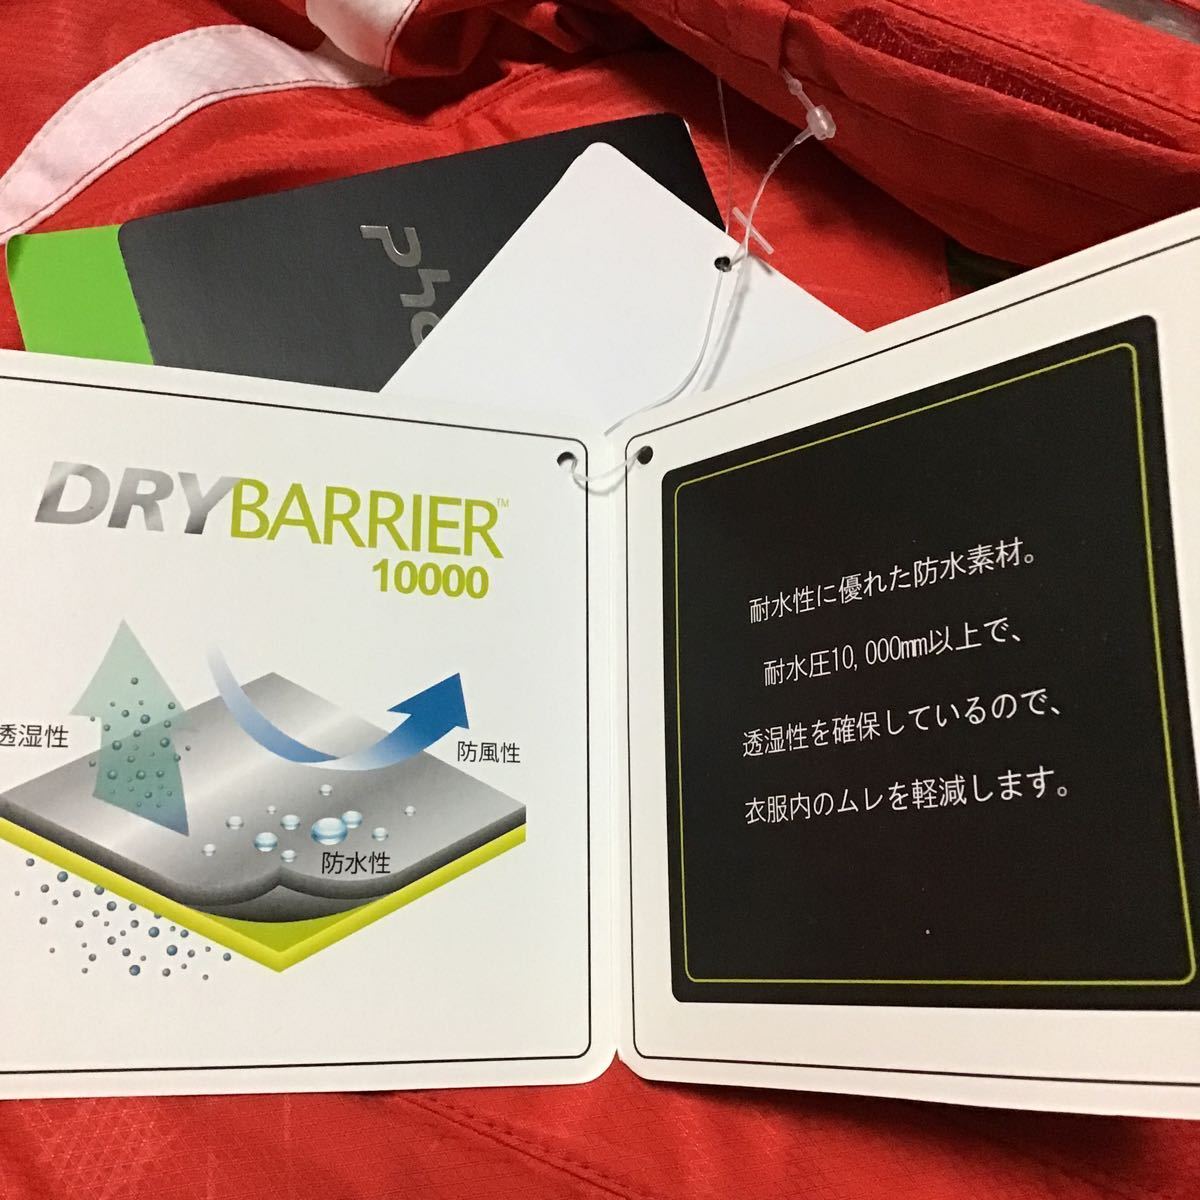 Pho
DRYBARRIER™
10000
透湿性
防風性
防水性
耐水性に優れた防水素材。
耐水圧10,000mm以上で、
透湿性を確保しているので、
衣服内のムレを軽減します。